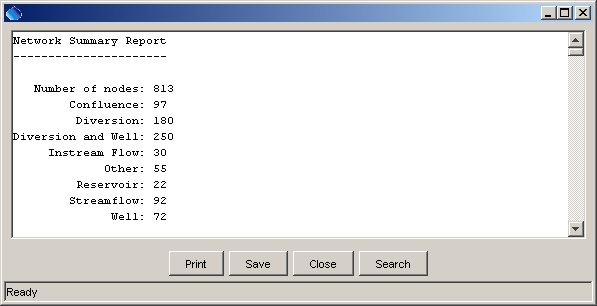 Network Summary Report
----------------------
Number of nodes: 813
Confluence: 97
Diversion: 180
Diversion and Well: 250
Instream Flow: 30
Other: 55
Reservoir: 22
Streamflow: 92
Well: 72
Print Save Close Search
Ready